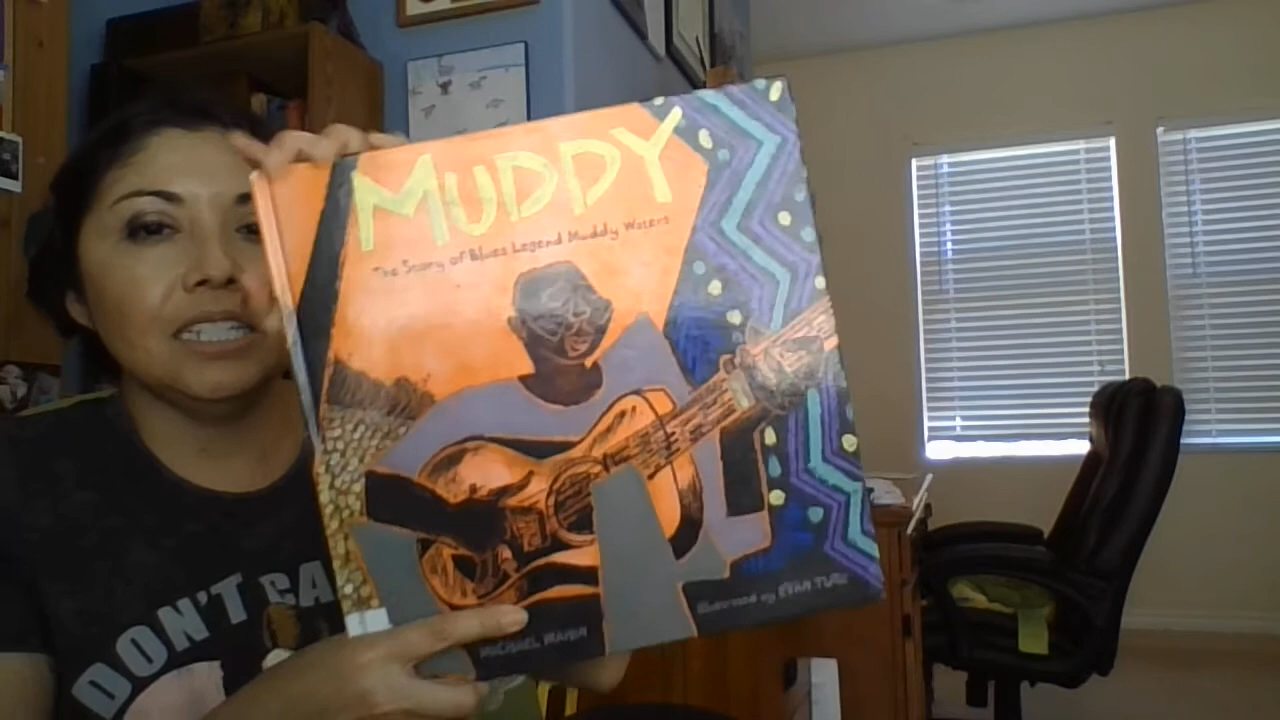 MUDDY
The Story of Blues Legend Muddy Waters
MICHAEL MAHIN
Illustrated by EVAN TURK
DON'T CA